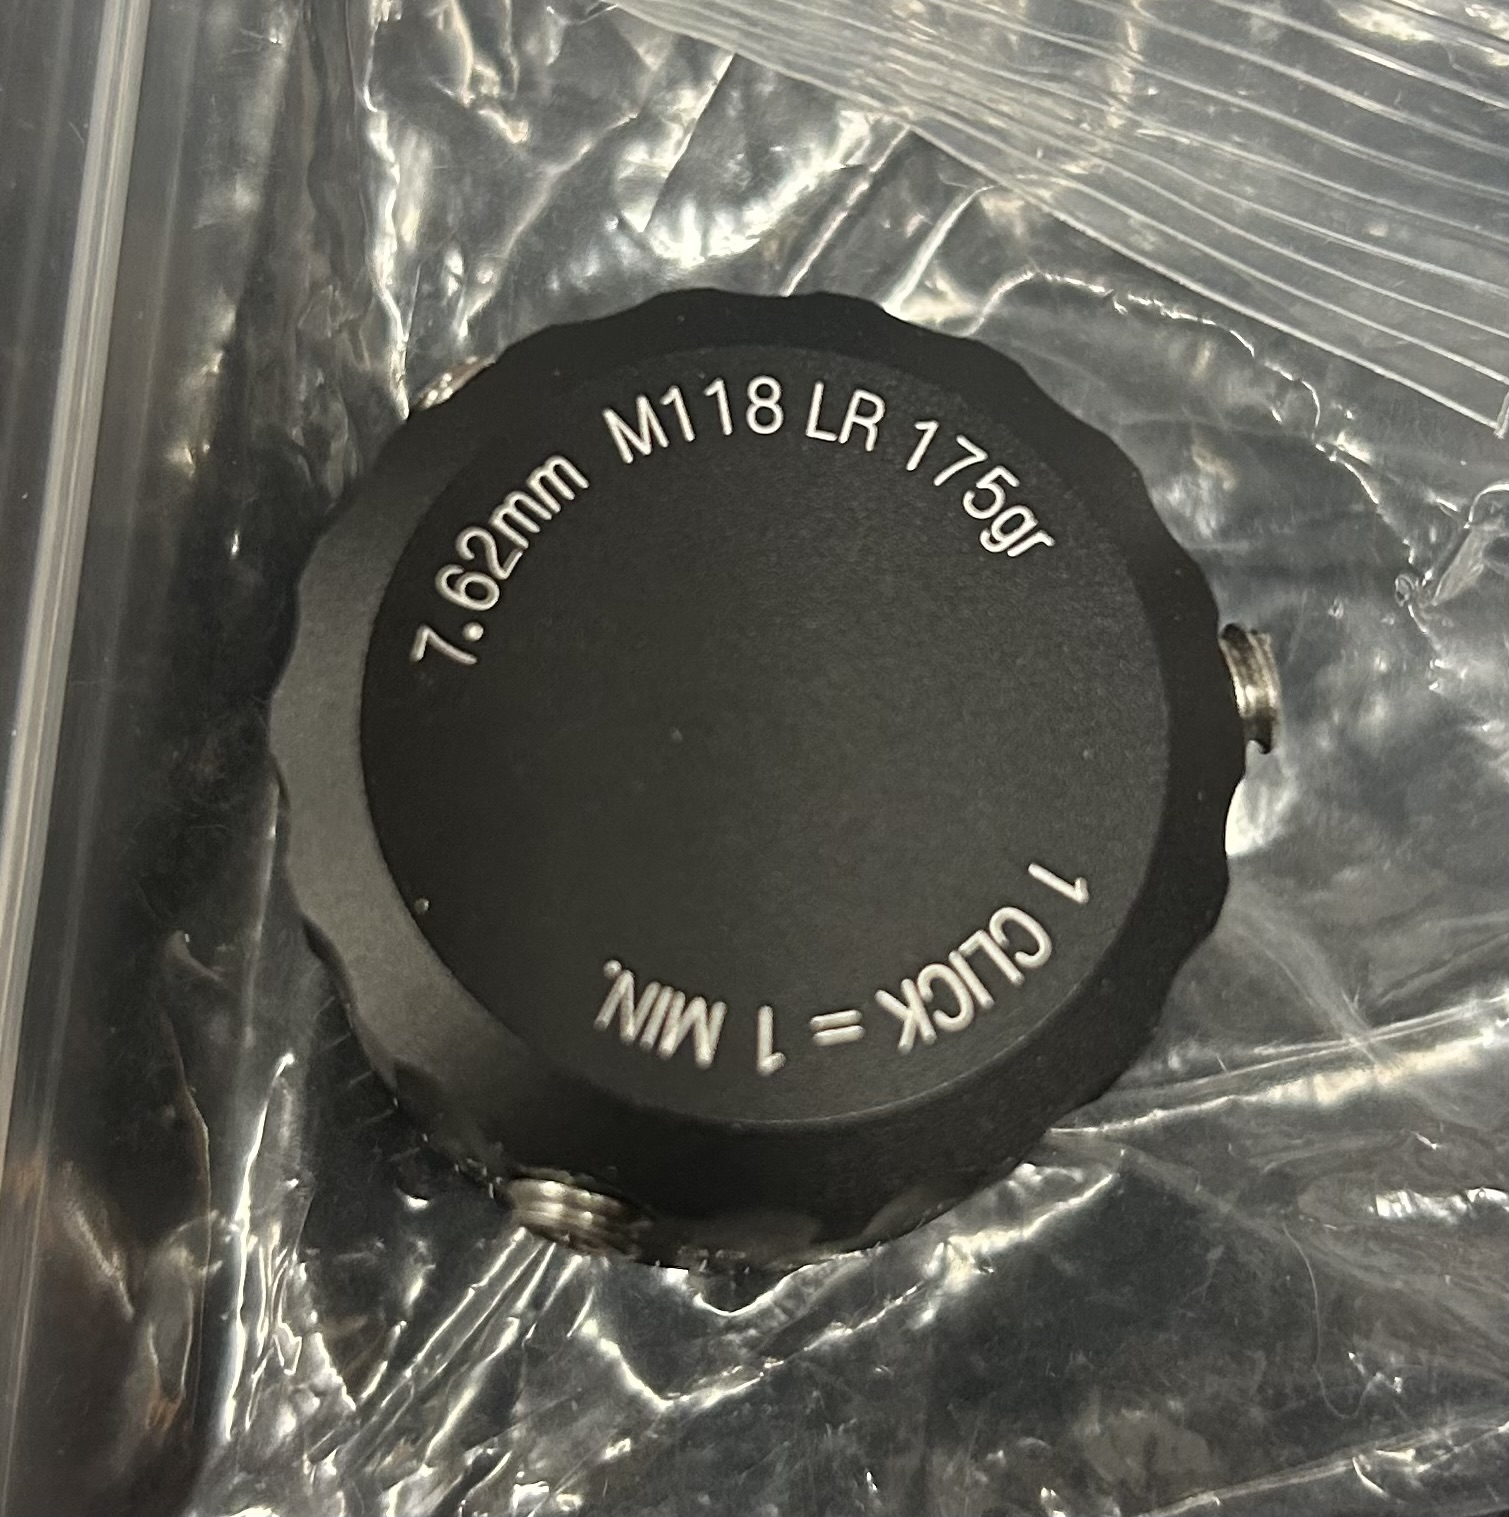 7.62mm M118 LR 175gr
1 CLICK = 1 MIN.